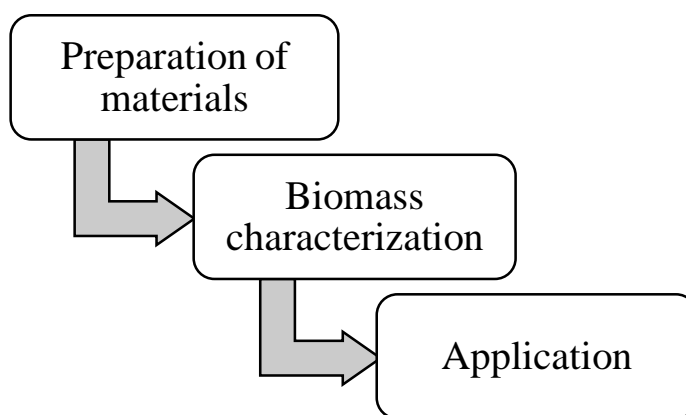 Preparation of
materials
Biomass
characterization
Application